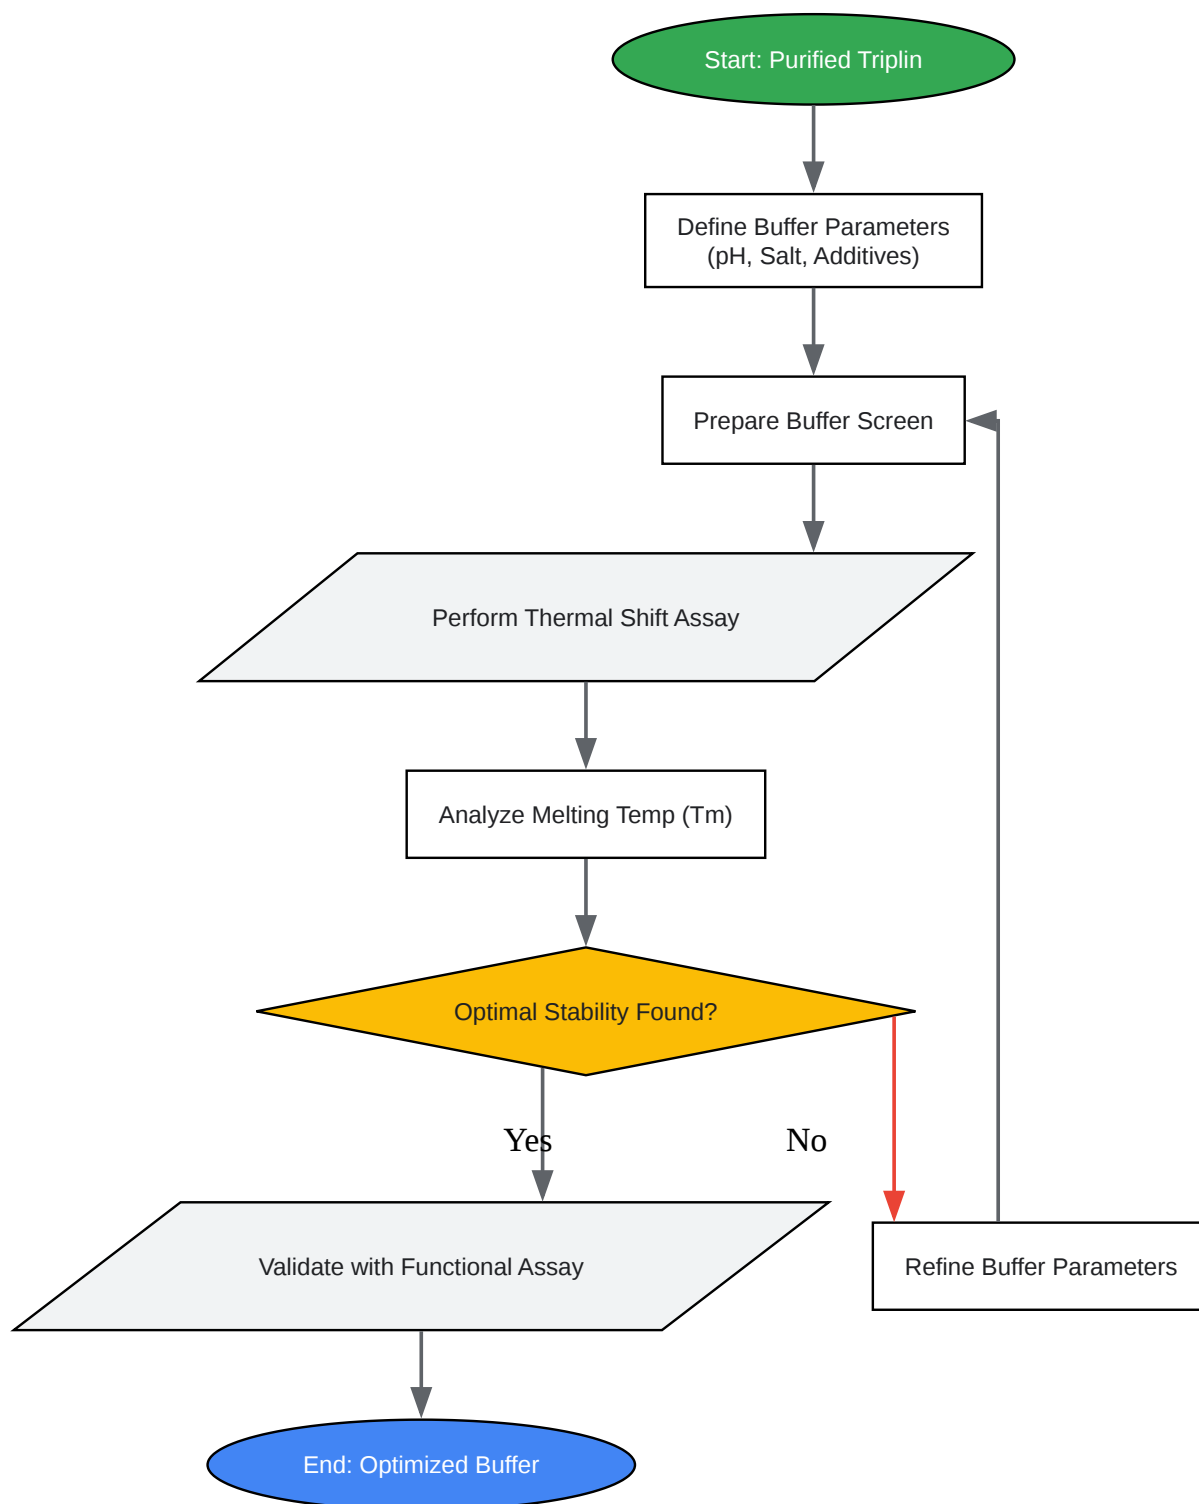 Start: Purified Triplin
Define Buffer Parameters
(pH, Salt, Additives)
Prepare Buffer Screen
Perform Thermal Shift Assay
Analyze Melting Temp (Tm)
Optimal Stability Found?
Yes
No
Validate with Functional Assay
Refine Buffer Parameters
End: Optimized Buffer